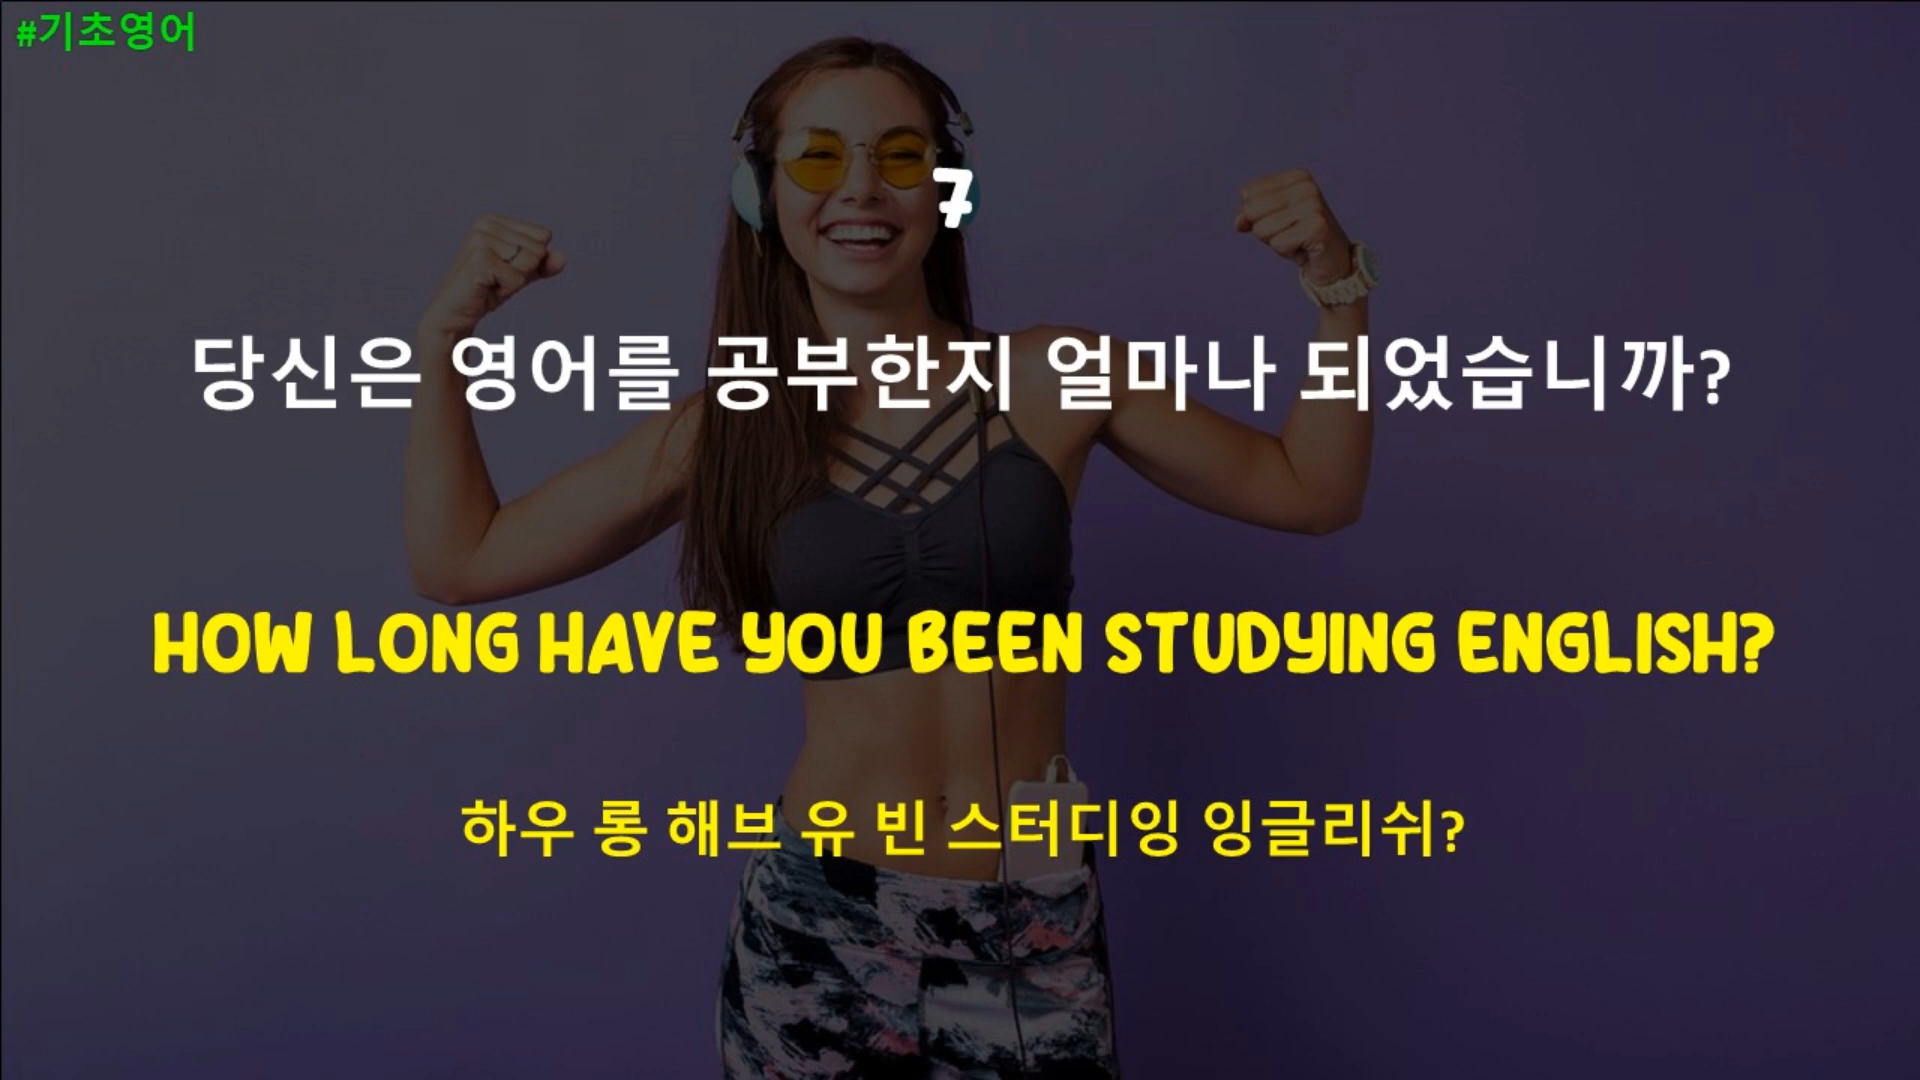 #기초영어
7
당신은 영어를 공부한지 얼마나 되었습니까?
HOW LONG HAVE YOU BEEN STUDYING ENGLISH?
하우 롱 해브 유 빈 스터디잉 잉글리쉬?